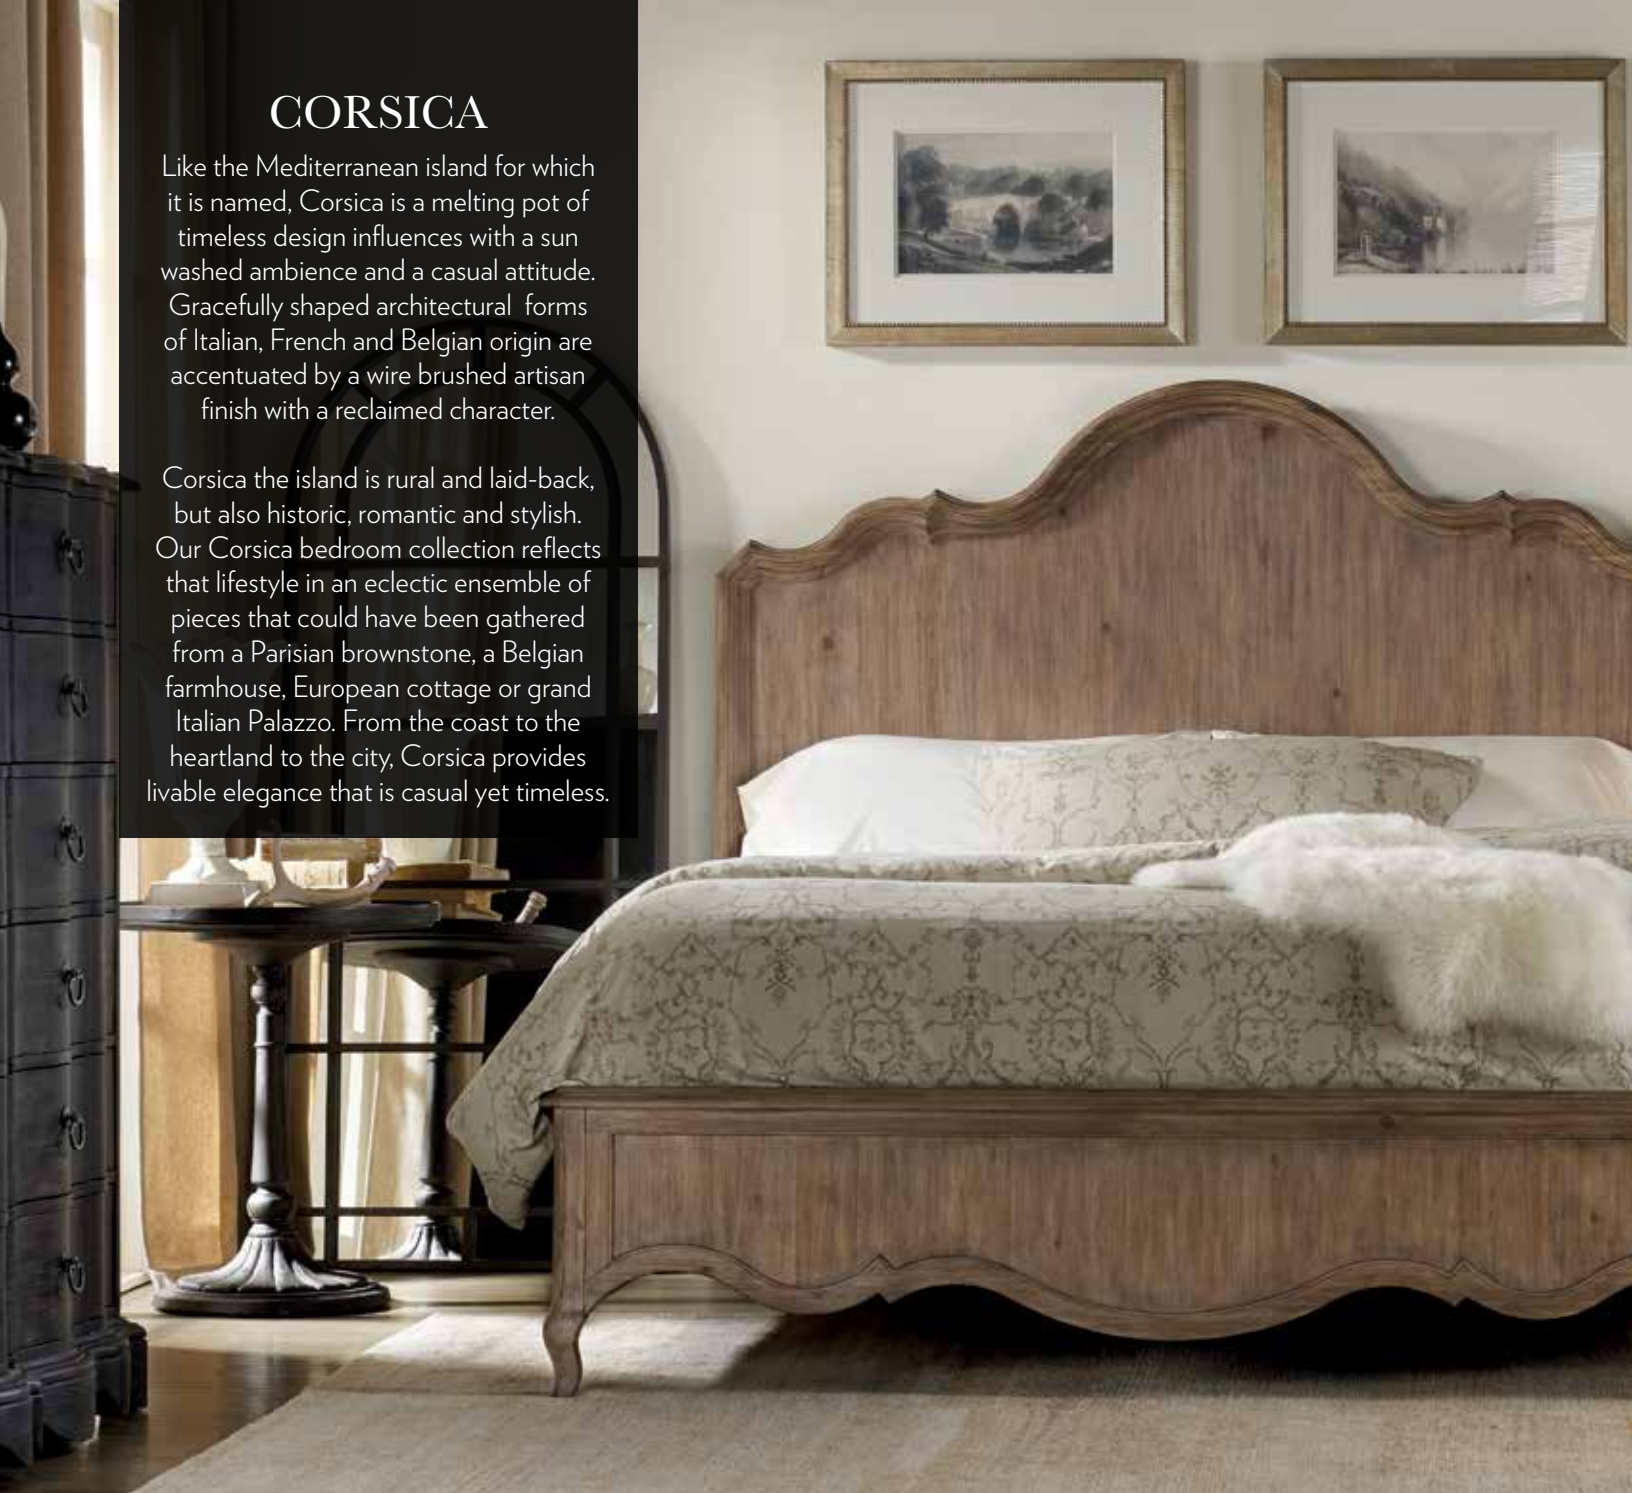 CORSICA
Like the Mediterranean island for which
it is named, Corsica is a melting pot of
timeless design influences with a sun
washed ambience and a casual attitude.
Gracefully shaped architectural forms
of Italian, French and Belgian origin are
accentuated by a wire brushed artisan
finish with a reclaimed character.
Corsica the island is rural and laid-back,
but also historic, romantic and stylish.
Our Corsica bedroom collection reflects
that lifestyle in an eclectic ensemble of
pieces that could have been gathered
from a Parisian brownstone, a Belgian
farmhouse, European cottage or grand
Italian Palazzo. From the coast to the
heartland to the city, Corsica provides
livable elegance that is casual yet timeless.